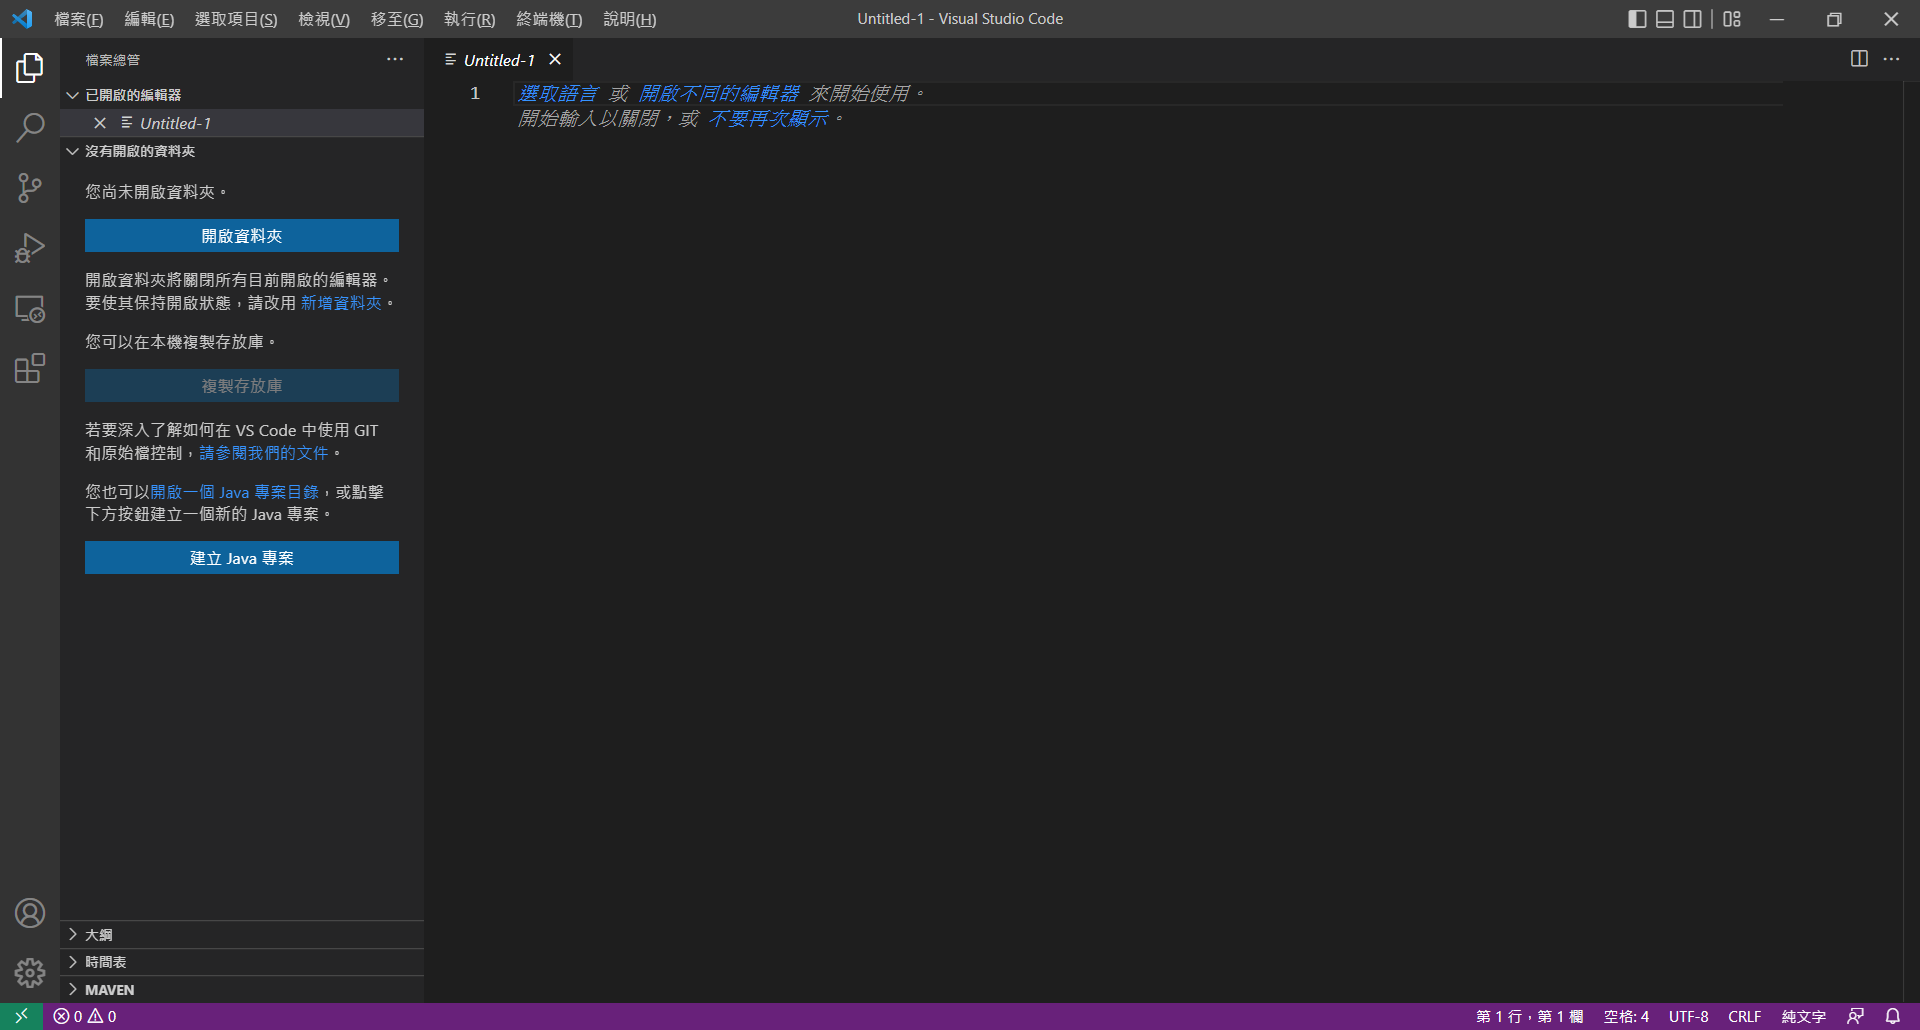 檔案(F) 編輯(E) 選取項目(S) 檢視(V) 移至(G) 執行(R) 終端機(T) 說明(H) Untitled-1 - Visual Studio Code
檔案總管
Untitled-1
已開啟的編輯器
Untitled-1
沒有開啟的資料夾
您尚未開啟資料夾。
開啟資料夾
開啟資料夾將關閉所有目前開啟的編輯器。
要使其保持開啟狀態，請改用 新增資料夾。
您可以在本機複製存放庫。
複製存放庫
若要深入了解如何在 VS Code 中使用 GIT
和原始檔控制，請參閱我們的文件。
您也可以開啟一個 Java 專案目錄，或點擊
下方按鈕建立一個新的 Java 專案。
建立 Java 專案
大綱
時間表
MAVEN
1 選取語言 或 開啟不同的編輯器 來開始使用。
開始輸入以關閉，或 不要再次顯示。
0 0 第 1 行，第 1 欄 空格: 4 UTF-8 CRLF 純文字